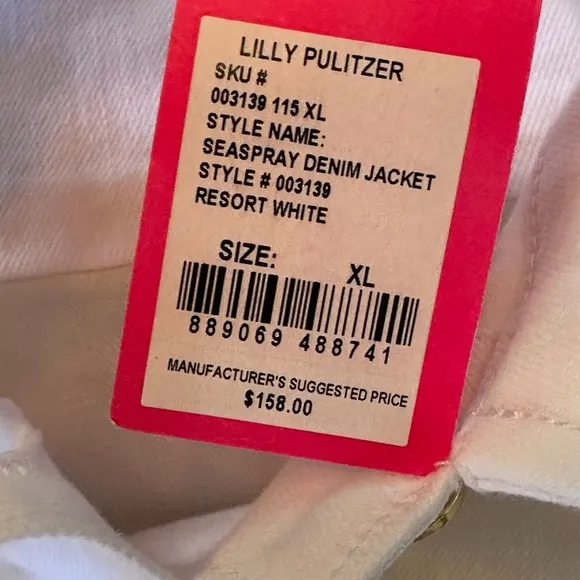 LILLY PULITZER
SKU #
003139 115 XL
STYLE NAME:
SEASPRAY DENIM JACKET
STYLE # 003139
RESORT WHITE
SIZE:
XL
889069 488741
MANUFACTURER'S SUGGESTED PRICE
$158.00